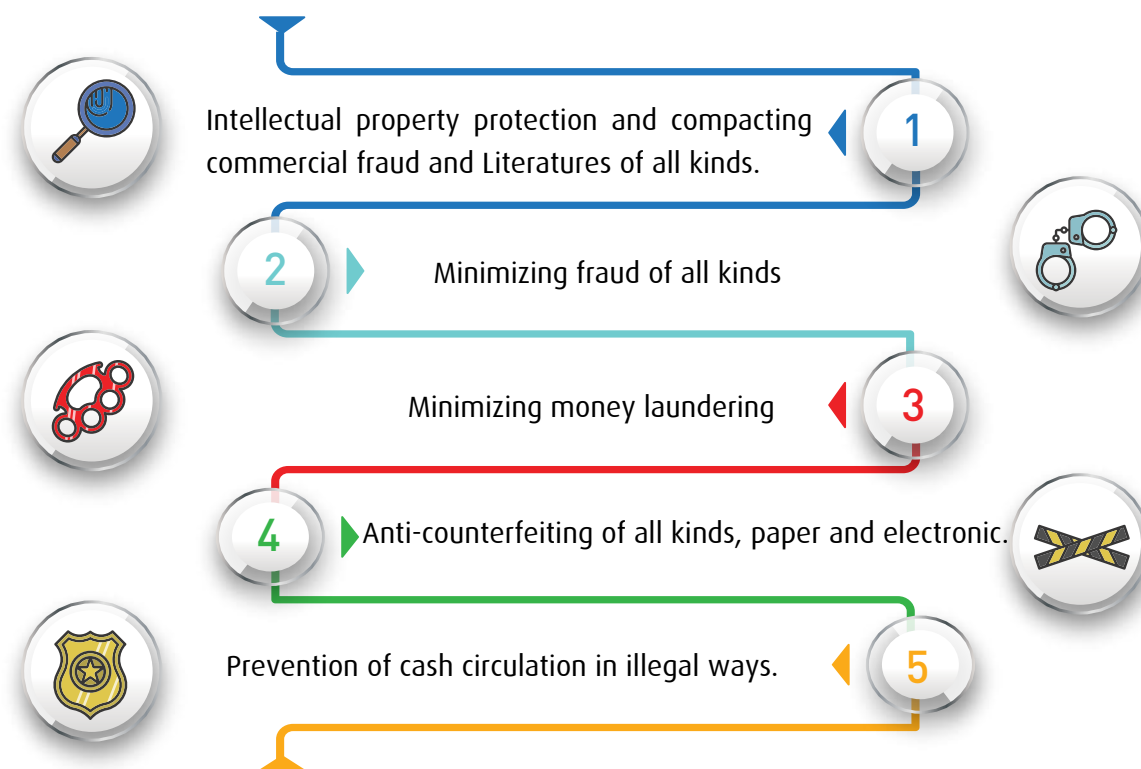 1
Intellectual property protection and compacting
commercial fraud and Literatures of all kinds.
2
Minimizing fraud of all kinds
3
Minimizing money laundering
4
Anti-counterfeiting of all kinds, paper and electronic.
5
Prevention of cash circulation in illegal ways.